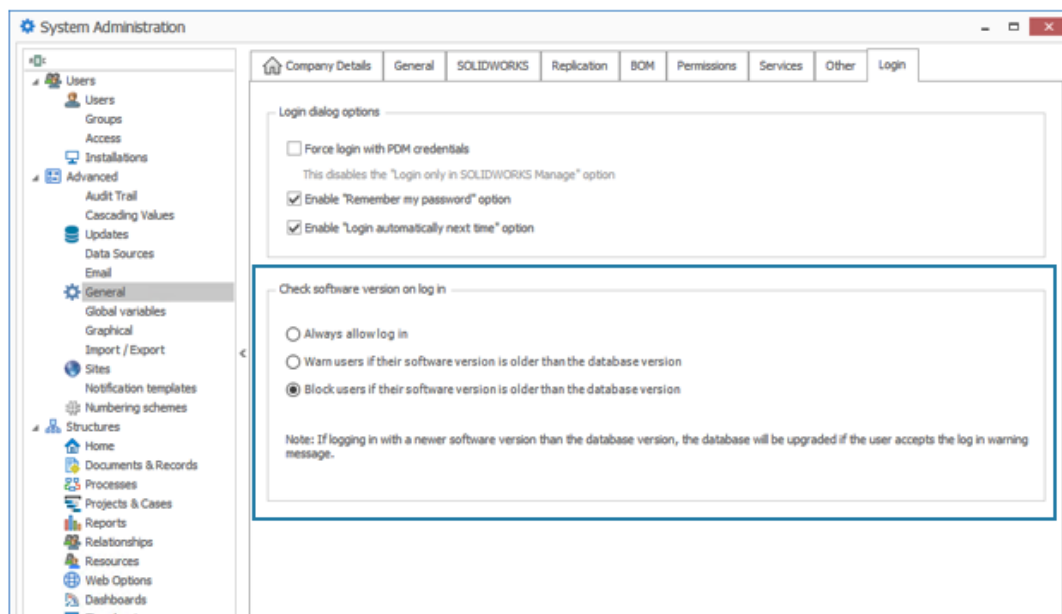 System Administration
Users
Users
Groups
Access
Installations
Advanced
Audit Trail
Cascading Values
Updates
Data Sources
Email
General
Global variables
Graphical
Import / Export
Sites
Notification templates
Numbering schemes
Structures
Home
Documents & Records
Processes
Projects & Cases
Reports
Relationships
Resources
Web Options
Dashboards
Company Details General SOLIDWORKS Replication BOM Permissions Services Other Login
Login dialog options
Force login with PDM credentials
This disables the "Login only in SOLIDWORKS Manage" option
Enable "Remember my password" option
Enable "Login automatically next time" option
Check software version on log in
Always allow log in
Warn users if their software version is older than the database version
Block users if their software version is older than the database version
Note: If logging in with a newer software version than the database version, the database will be upgraded if the user accepts the log in warning
message.